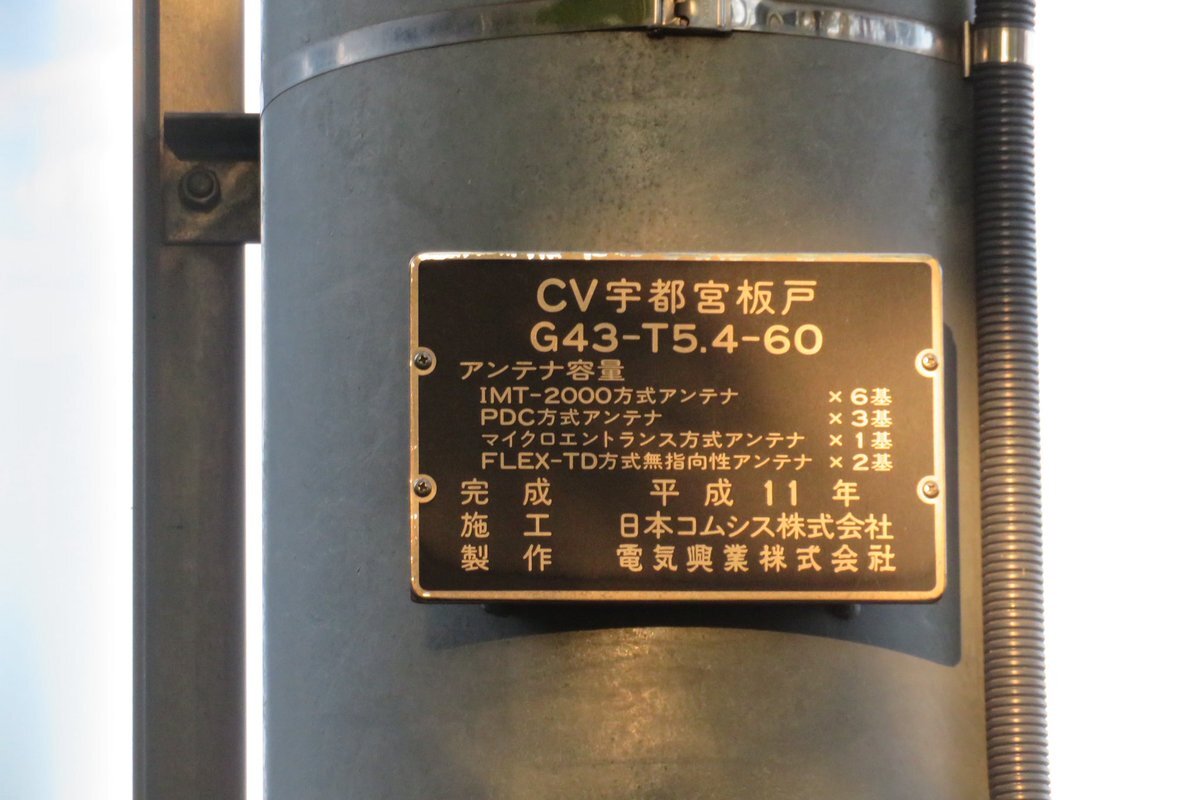 CV宇都宮板戸
G43-T5.4-60
アンテナ容量
IMT-2000方式アンテナ ×6基
PDC方式アンテナ ×3基
マイクロエントランス方式アンテナ ×1基
FLEX-TD方式無指向性アンテナ ×2基
完成 平成11年
施工 日本コムシス株式会社
製作 電気興業株式会社